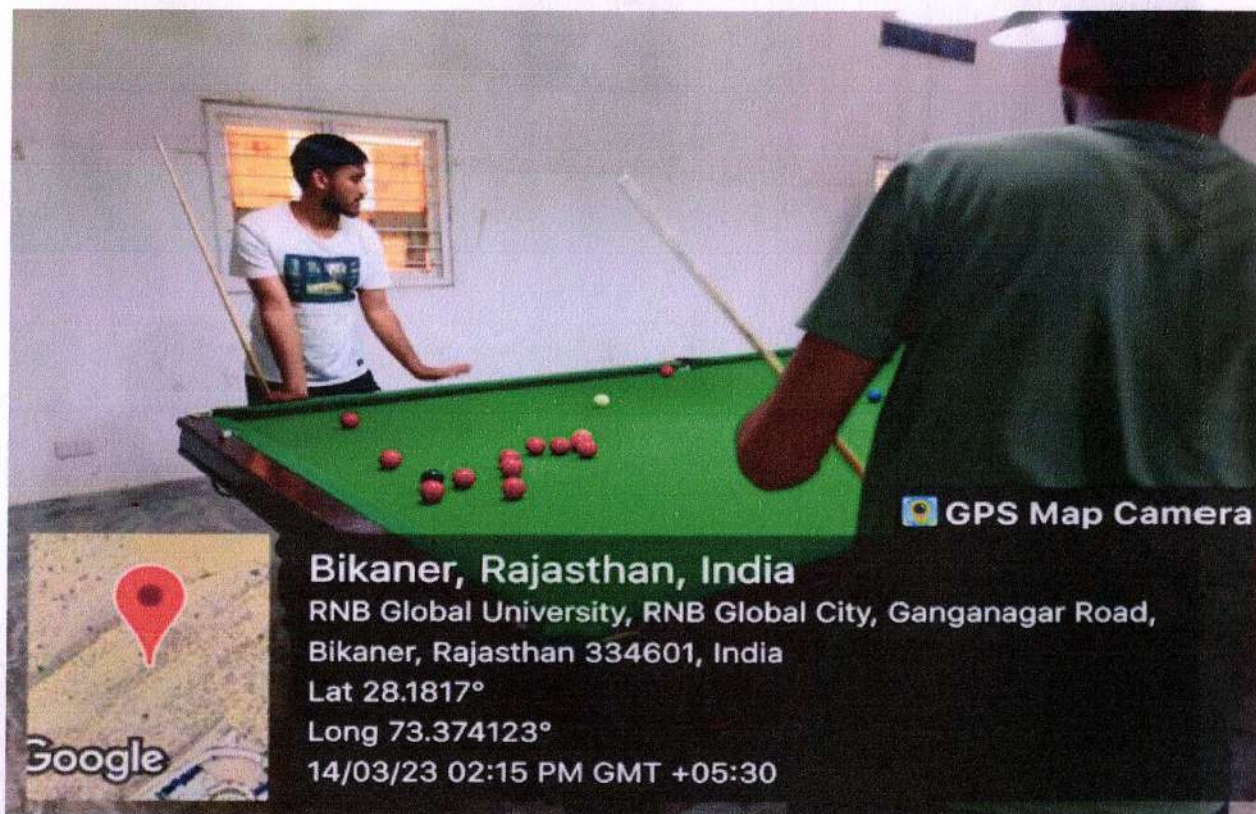 GPS Map Camera
Bikaner, Rajasthan, India
RNB Global University, RNB Global City, Ganganagar Road,
Bikaner, Rajasthan 334601, India
Lat 28.1817°
Long 73.374123°
14/03/23 02:15 PM GMT +05:30
Google